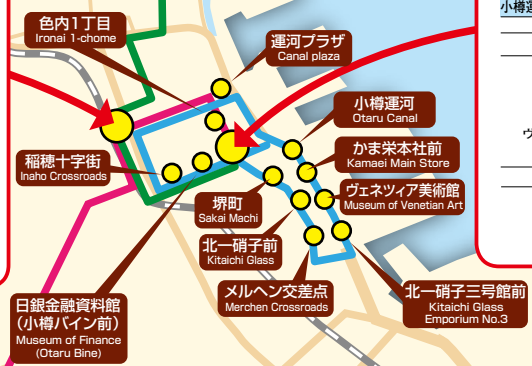 色内1丁目
Ironai 1-chome
運河プラザ
Canal plaza
小樽運河
Otaru Canal
かま栄本社前
Kamaei Main Store
ヴェネツィア美術館
Museum of Venetian Art
稲穂十字街
Inaho Crossroads
堺町
Sakai Machi
北一硝子前
Kitaichi Glass
メルヘン交差点
Merchen Crossroads
北一硝子三号館前
Kitaichi Glass
Emporium No.3
日銀金融資料館
(小樽バイン前)
Museum of Finance
(Otaru Bine)
小樽運
ヴ